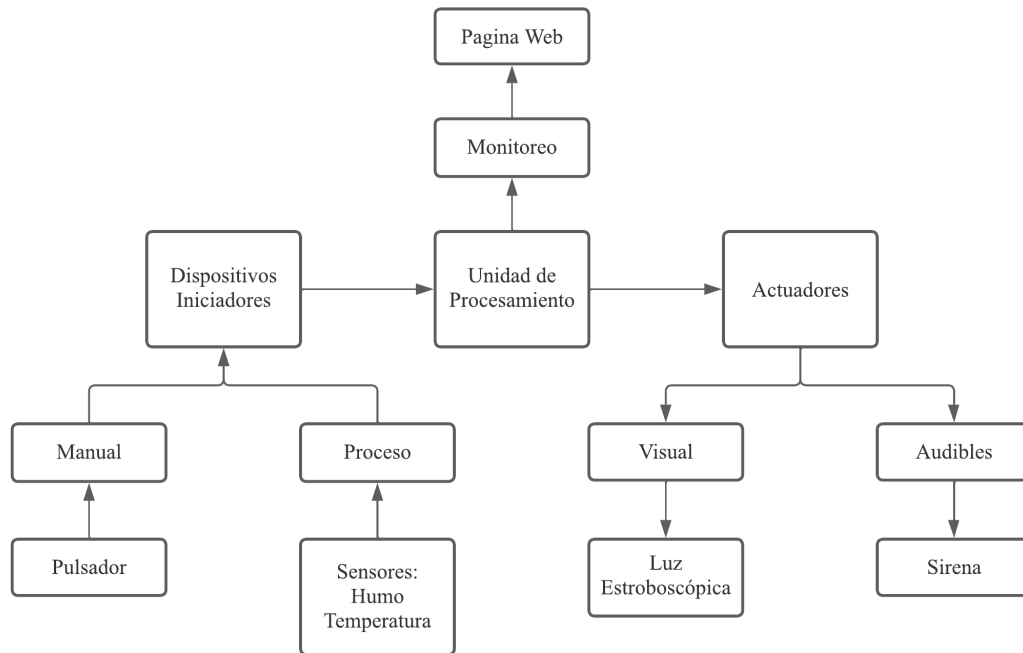 Pagina Web
Monitoreo
Dispositivos
Iniciadores
Unidad de
Procesamiento
Actuadores
Manual
Proceso
Visual
Audibles
Pulsador
Sensores:
Humo
Temperatura
Luz
Estroboscópica
Sirena